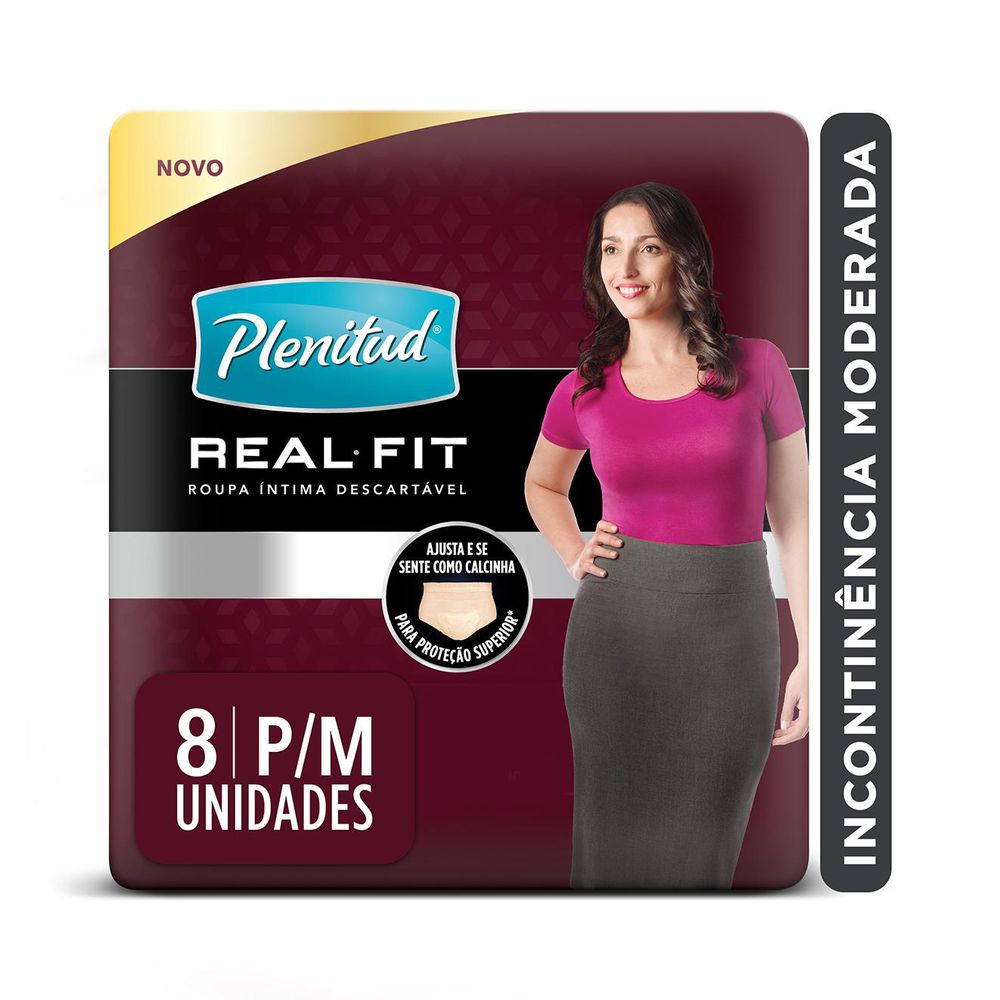 NOVO
Plenitud®
REAL·FIT
ROUPA ÍNTIMA DESCARTÁVEL
AJUSTA E SE
SENTE COMO CALCINHA
PARA PROTEÇÃO SUPERIOR*
8 | P/M
UNIDADES
INCONTINÊNCIA MODERADA